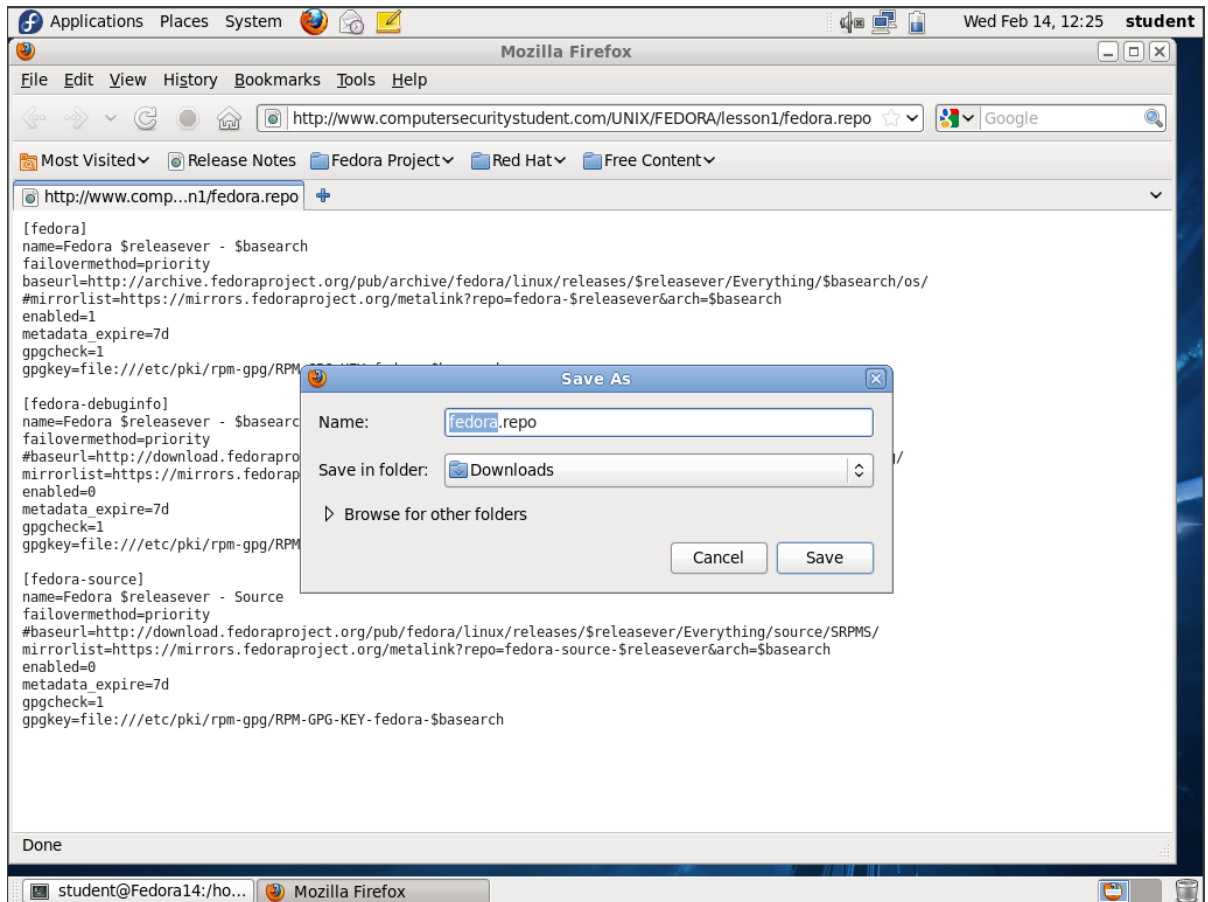 Applications Places System Wed Feb 14, 12:25 student
Mozilla Firefox
File Edit View History Bookmarks Tools Help
http://www.computersecuritystudent.com/UNIX/FEDORA/lesson1/fedora.repo Google
Most Visited Release Notes Fedora Project Red Hat Free Content
http://www.comp...n1/fedora.repo
[fedora]
name=Fedora $releasever - $basearch
failovermethod=priority
baseurl=http://archive.fedoraproject.org/pub/archive/fedora/linux/releases/$releasever/Everything/$basearch/os/
#mirrorlist=https://mirrors.fedoraproject.org/metalink?repo=fedora-$releasever&arch=$basearch
enabled=1
metadata_expire=7d
gpgcheck=1
gpgkey=file:///etc/pki/rpm-gpg/RPM
[fedora-debuginfo]
name=Fedora $releasever - $basearc
failovermethod=priority
#baseurl=http://download.fedorapro
mirrorlist=https://mirrors.fedorap
enabled=0
metadata_expire=7d
gpgcheck=1
gpgkey=file:///etc/pki/rpm-gpg/RPM
Save As
Name: fedora.repo
Save in folder: Downloads
Browse for other folders
Cancel Save
[fedora-source]
name=Fedora $releasever - Source
failovermethod=priority
#baseurl=http://download.fedoraproject.org/pub/fedora/linux/releases/$releasever/Everything/source/SRPMS/
mirrorlist=https://mirrors.fedoraproject.org/metalink?repo=fedora-source-$releasever&arch=$basearch
enabled=0
metadata_expire=7d
gpgcheck=1
gpgkey=file:///etc/pki/rpm-gpg/RPM-GPG-KEY-fedora-$basearch
Done
student@Fedora14:/ho... Mozilla Firefox